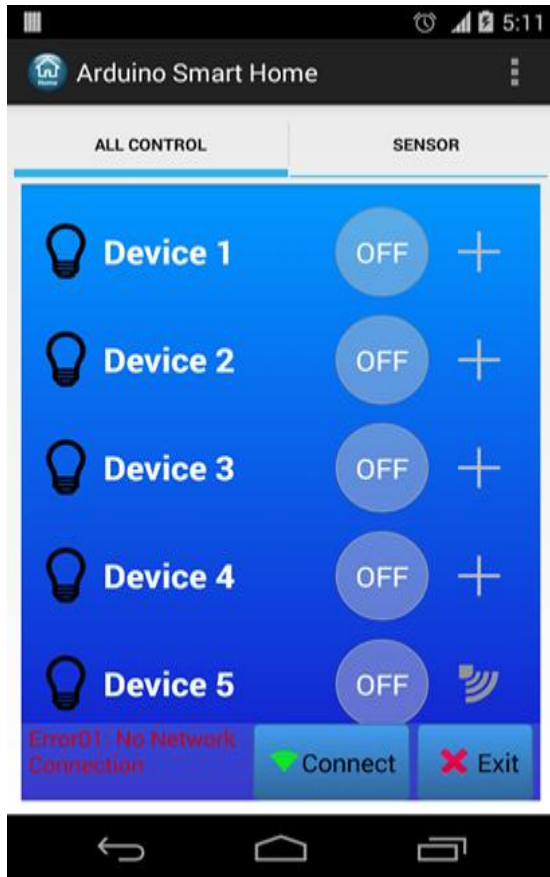 5:11
Home
Arduino Smart Home
ALL CONTROL SENSOR
Device 1 OFF
Device 2 OFF
Device 3 OFF
Device 4 OFF
Device 5 OFF
Error01: No Network
Connection
Connect Exit